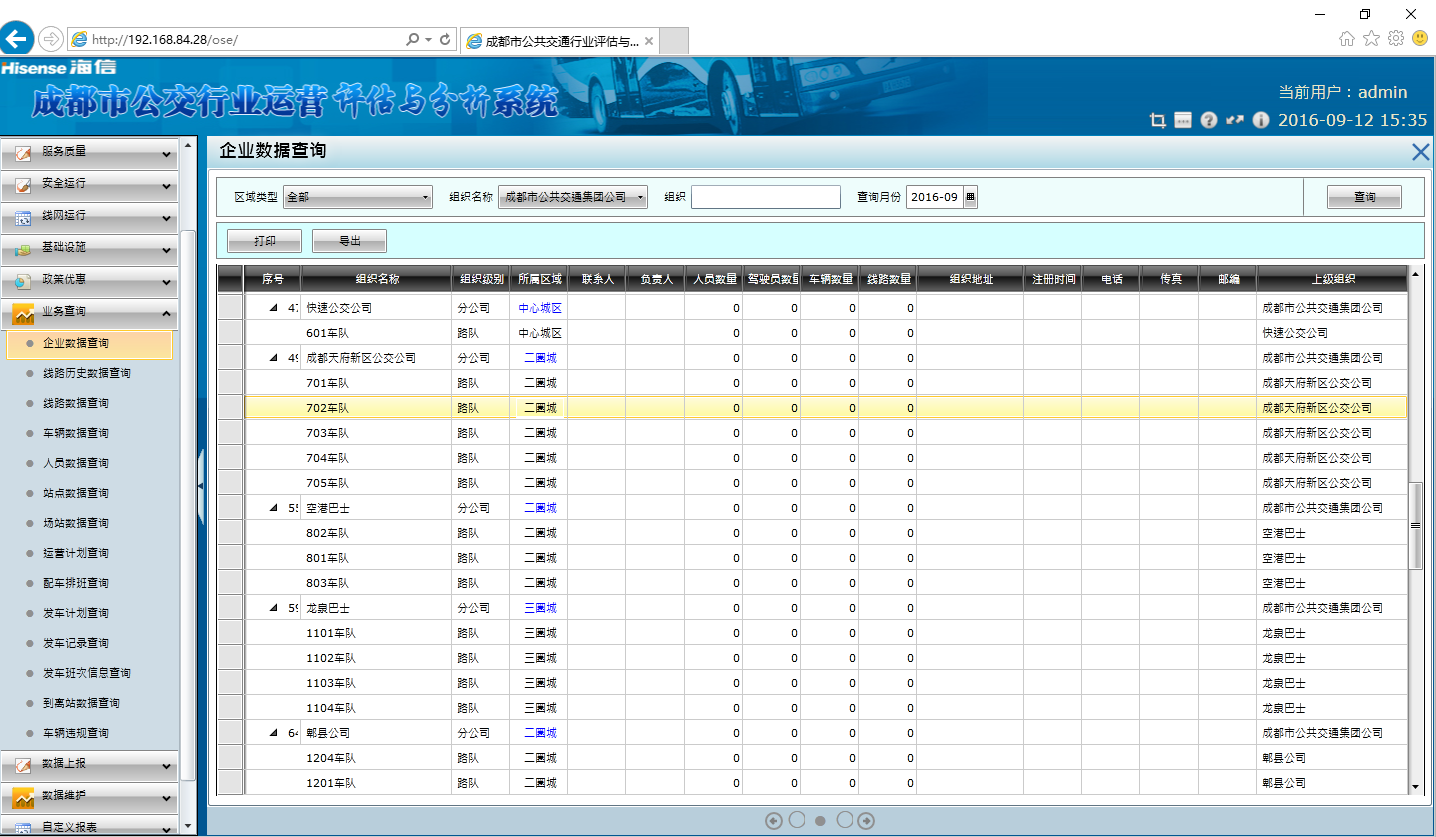 http://192.168.84.28/ose/
成都市公共交通行业评估与...
Hisense 海信
成都市公交行业运营评估与分析系统
当前用户：admin
2016-09-12 15:35
服务质量
安全运行
线网运行
基础设施
政策优惠
业务查询
企业数据查询
线路历史数据查询
线路数据查询
车辆数据查询
人员数据查询
站点数据查询
场站数据查询
运营计划查询
配车排班查询
发车计划查询
发车记录查询
发车班次信息查询
到离站数据查询
车辆违规查询
数据上报
数据维护
自定义报表
企业数据查询
区域类型 全部 组织名称 成都市公共交通集团公司 组织 查询月份 2016-09 查询
打印 导出
序号 组织名称 组织级别 所属区域 联系人 负责人 人员数量 驾驶员数量 车辆数量 线路数量 组织地址 注册时间 电话 传真 邮编 上级组织
47 快速公交公司 分公司 中心城区 0 0 0 0 成都市公共交通集团公司
601车队 路队 中心城区 0 0 0 0 快速公交公司
49 成都天府新区公交公司 分公司 二圈城 0 0 0 0 成都市公共交通集团公司
701车队 路队 二圈城 0 0 0 0 成都天府新区公交公司
702车队 路队 二圈城 0 0 0 0 成都天府新区公交公司
703车队 路队 二圈城 0 0 0 0 成都天府新区公交公司
704车队 路队 二圈城 0 0 0 0 成都天府新区公交公司
705车队 路队 二圈城 0 0 0 0 成都天府新区公交公司
55 空港巴士 分公司 二圈城 0 0 0 0 成都市公共交通集团公司
802车队 路队 二圈城 0 0 0 0 空港巴士
801车队 路队 二圈城 0 0 0 0 空港巴士
803车队 路队 二圈城 0 0 0 0 空港巴士
59 龙泉巴士 分公司 三圈城 0 0 0 0 成都市公共交通集团公司
1101车队 路队 三圈城 0 0 0 0 龙泉巴士
1102车队 路队 三圈城 0 0 0 0 龙泉巴士
1103车队 路队 三圈城 0 0 0 0 龙泉巴士
1104车队 路队 三圈城 0 0 0 0 龙泉巴士
64 郫县公司 分公司 二圈城 0 0 0 0 成都市公共交通集团公司
1204车队 路队 二圈城 0 0 0 0 郫县公司
1201车队 路队 二圈城 0 0 0 0 郫县公司